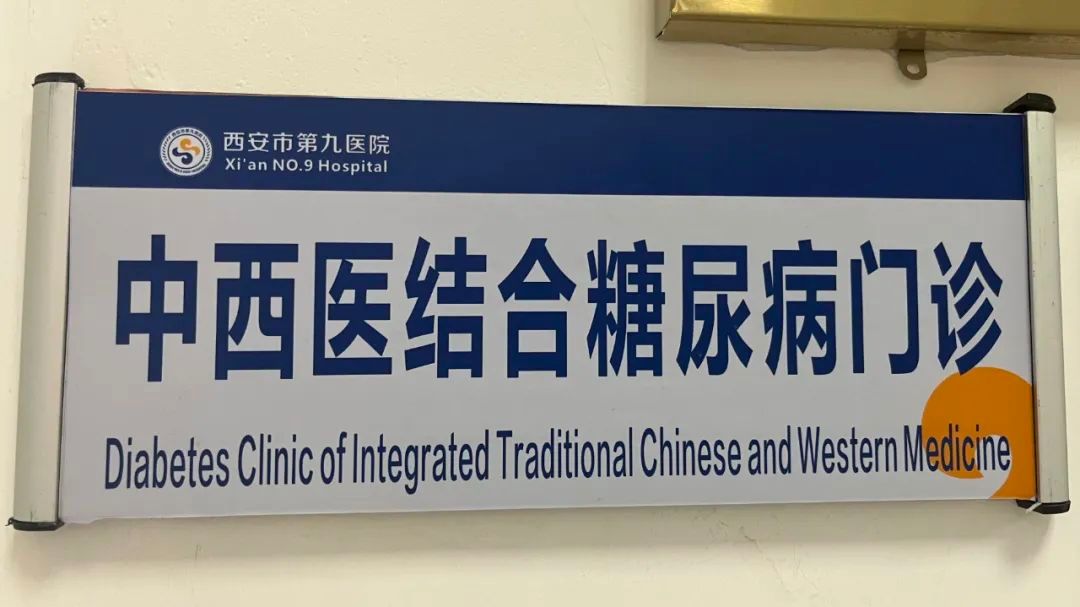 西安市第九医院
Xi'an NO.9 Hospital
中西医结合糖尿病门诊
Diabetes Clinic of Integrated Traditional Chinese and Western Medicine